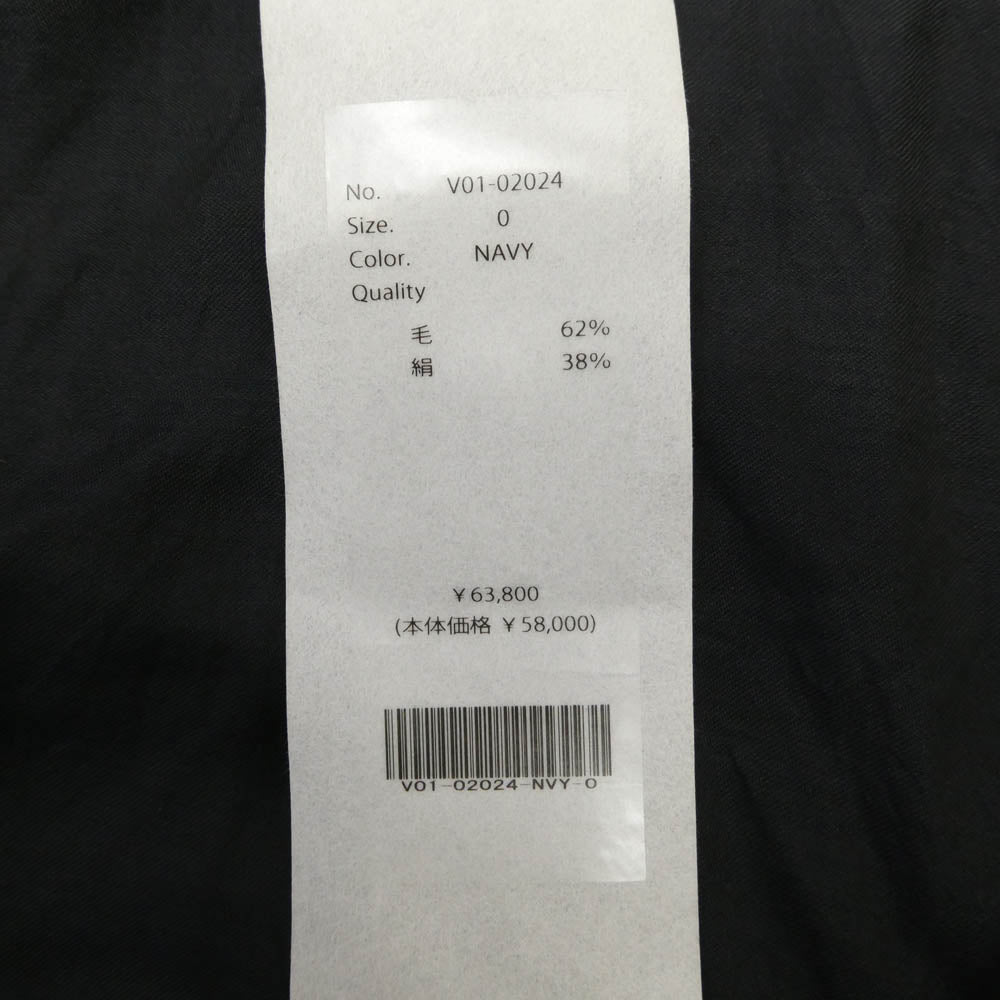 No. V01-02024
Size. 0
Color. NAVY
Quality
毛 62%
絹 38%
¥63,800
(本体価格 ¥58,000)
V01-02024-NVY-0